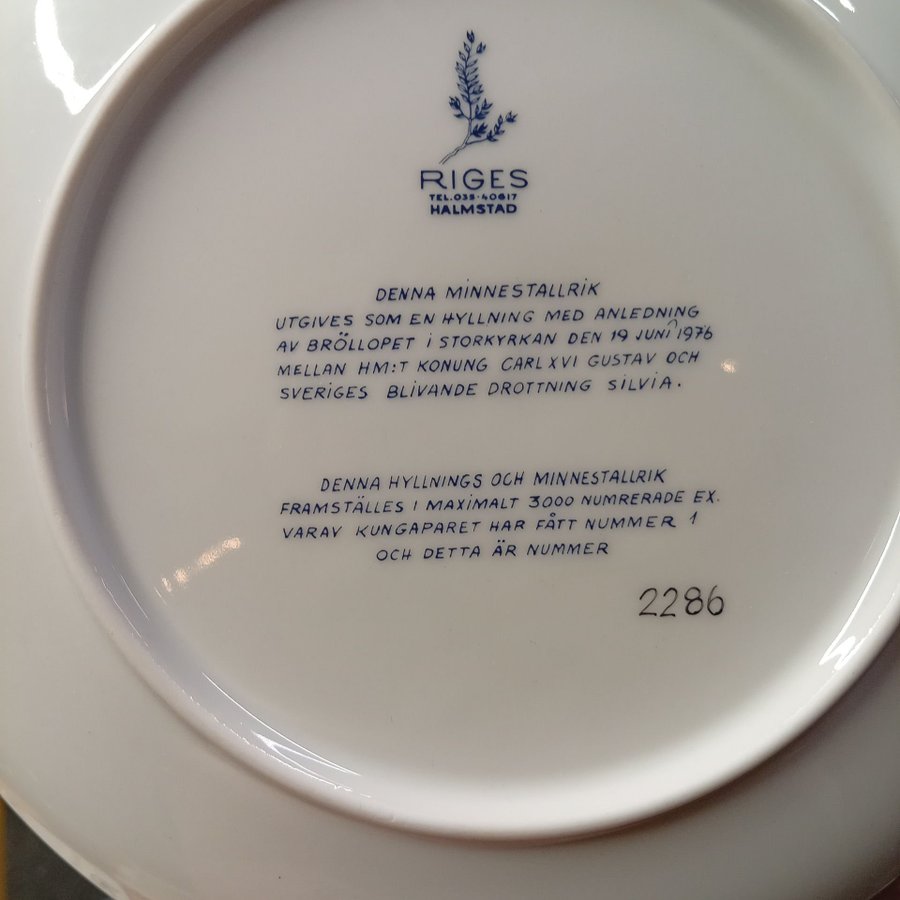 RIGES
TEL.035-40617
HALMSTAD
DENNA MINNESTALLRIK
UTGIVES SOM EN HYLLNING MED ANLEDNING
AV BRÖLLOPET I STORKYRKAN DEN 19 JUNI 1976
MELLAN HM:T KONUNG CARL XVI GUSTAV OCH
SVERIGES BLIVANDE DROTTNING SILVIA.
DENNA HYLLNINGS OCH MINNESTALLRIK
FRAMSTÄLLES I MAXIMALT 3000 NUMRERADE EX.
VARAV KUNGAPARET HAR FÅTT NUMMER 1
OCH DETTA ÄR NUMMER
2286